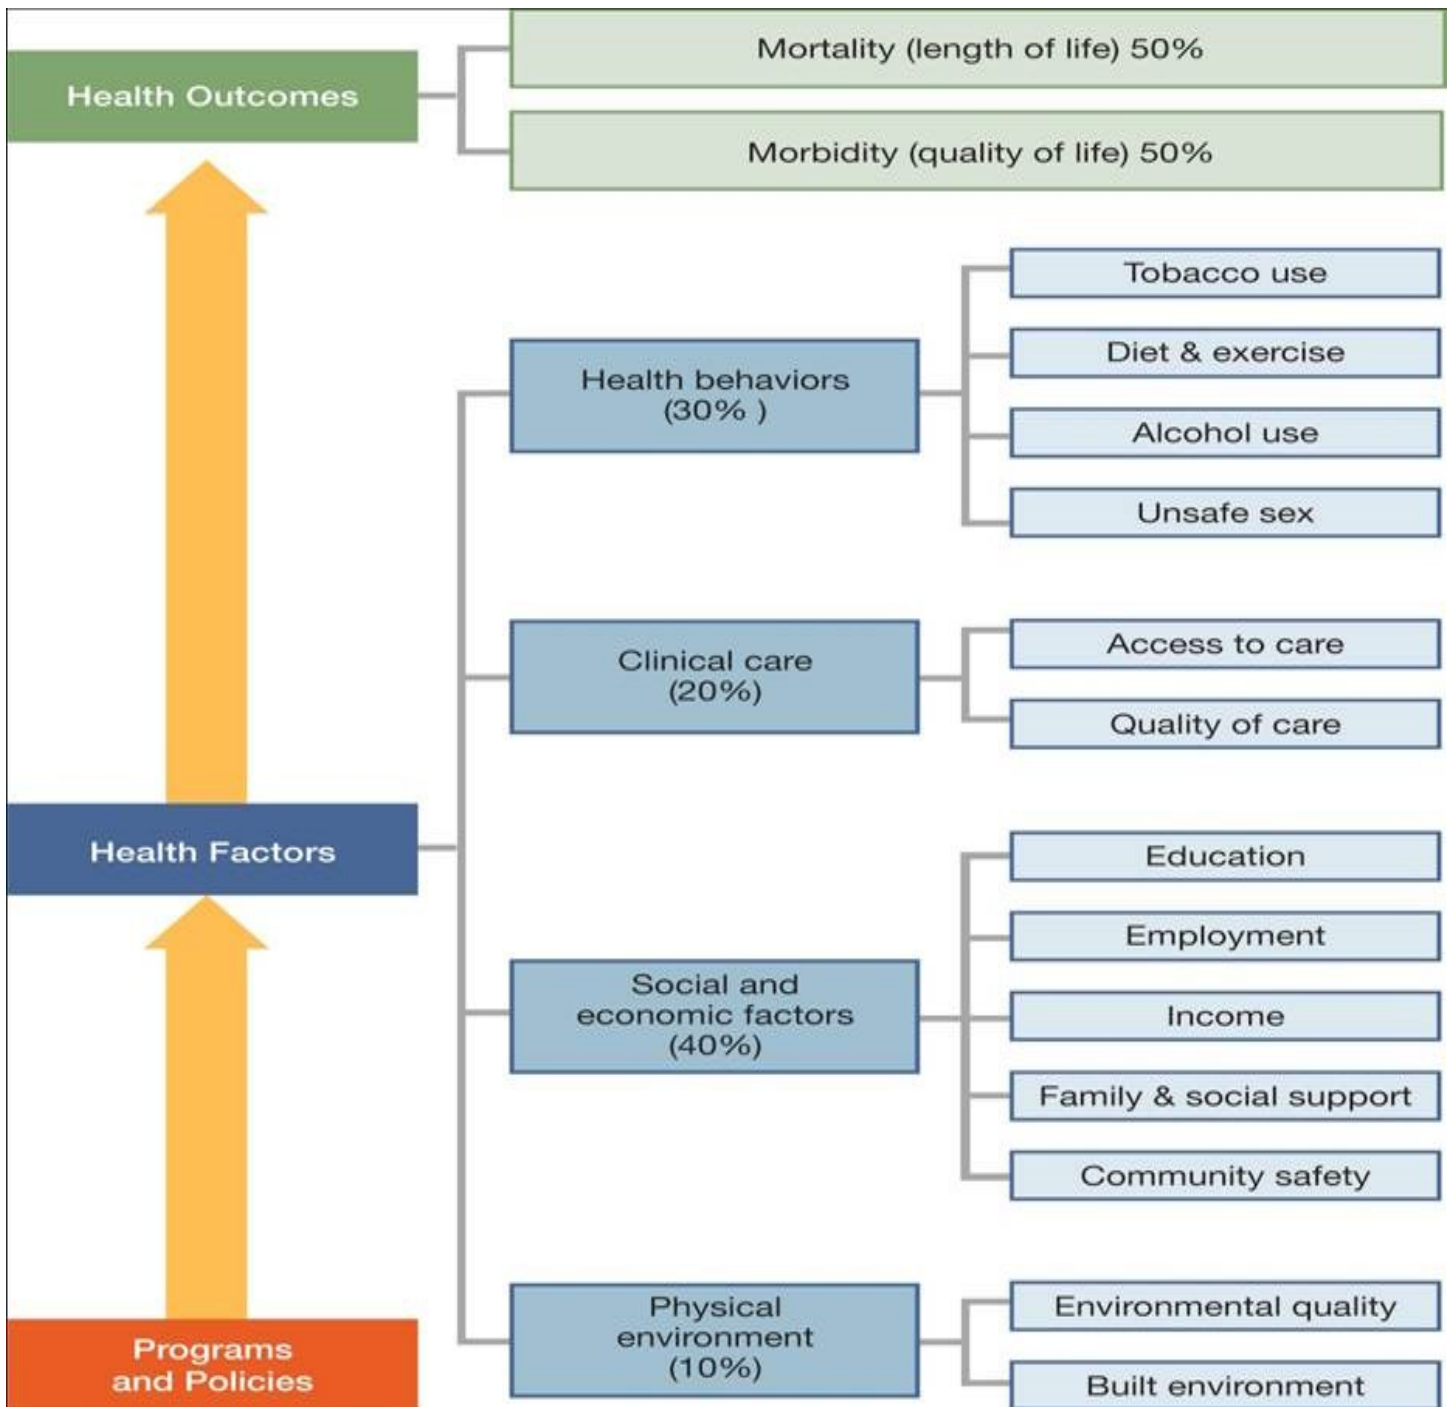 Health Outcomes
Mortality (length of life) 50%
Morbidity (quality of life) 50%
Health Factors
Health behaviors
(30% )
Tobacco use
Diet & exercise
Alcohol use
Unsafe sex
Clinical care
(20%)
Access to care
Quality of care
Social and
economic factors
(40%)
Education
Employment
Income
Family & social support
Community safety
Physical
environment
(10%)
Environmental quality
Built environment
Programs
and Policies